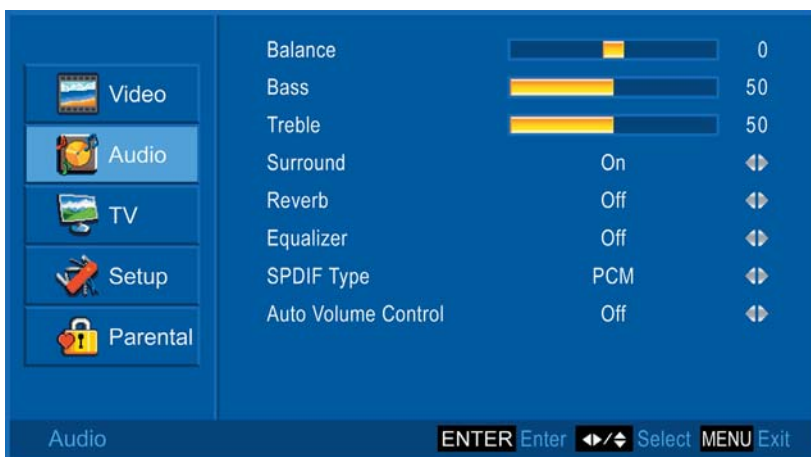 Video
Audio
TV
Setup
Parental
Balance 0
Bass 50
Treble 50
Surround On
Reverb Off
Equalizer Off
SPDIF Type PCM
Auto Volume Control Off
Audio
ENTER Enter Select MENU Exit